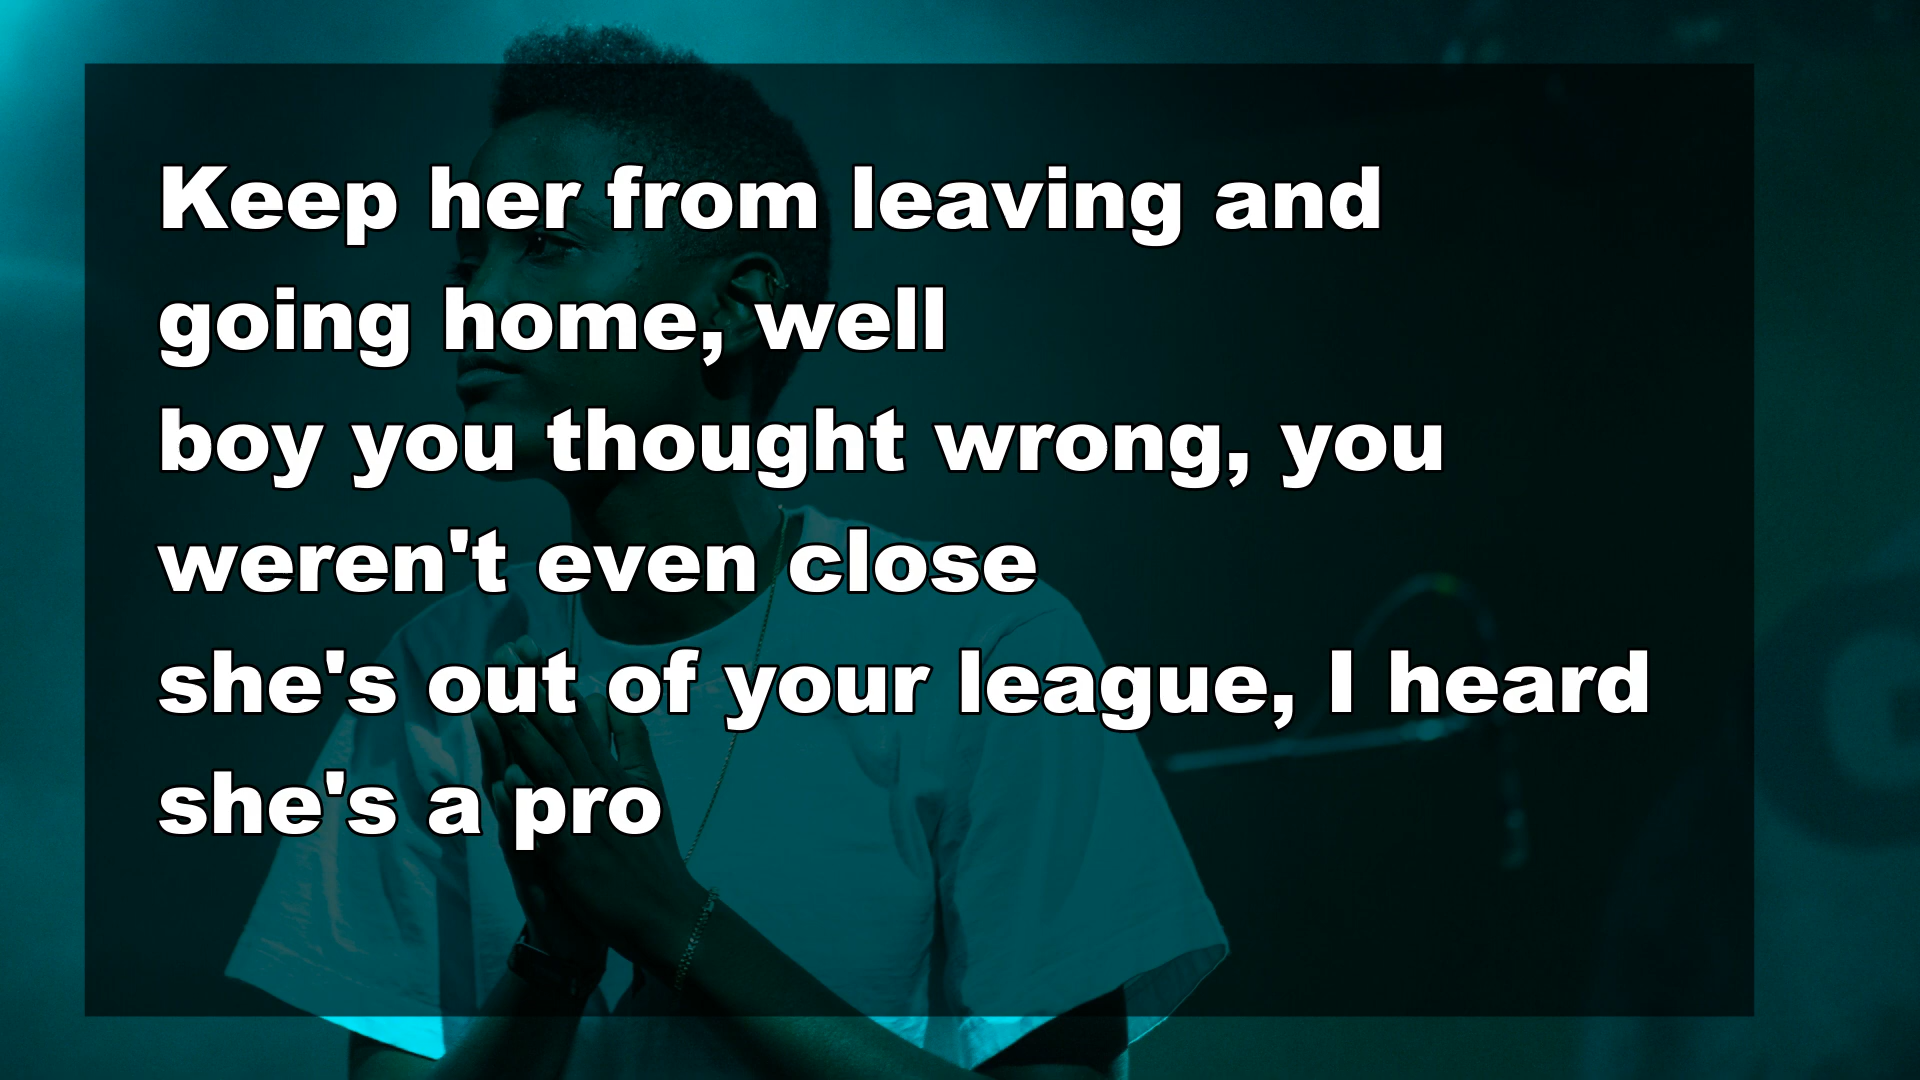 Keep her from leaving and
going home, well
boy you thought wrong, you
weren't even close
she's out of your league, I heard
she's a pro